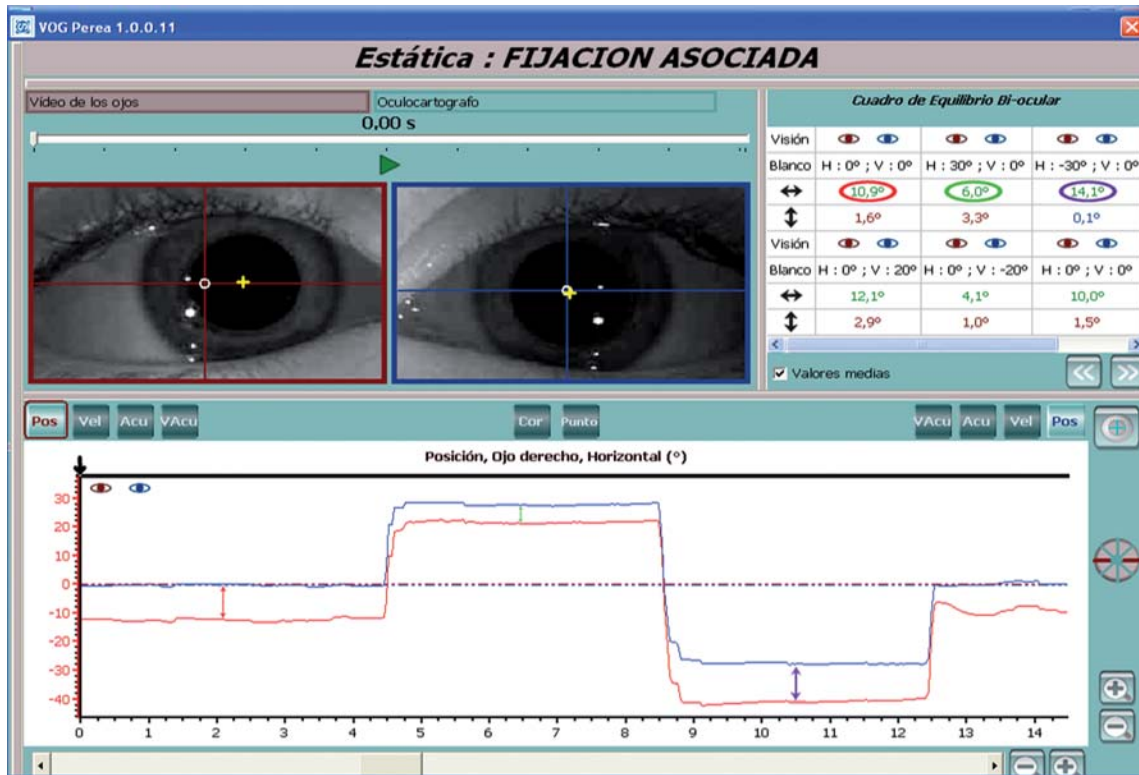 VOG Perea 1.0.0.11
Estática : FIJACION ASOCIADA
Vídeo de los ojos
Oculocartografo
0,00 s
Cuadro de Equilibrio Bi-ocular
Visión
Blanco H : 0° ; V : 0° H : 30° ; V : 0° H : -30° ; V : 0°
10,9° 6,0° 14,1°
1,6° 3,3° 0,1°
Visión
Blanco H : 0° ; V : 20° H : 0° ; V : -20° H : 0° ; V : 0°
12,1° 4,1° 10,0°
2,9° 1,0° 1,5°
Valores medias
Pos Vel Acu VAcu Cor Punto VAcu Acu Vel Pos
Posición, Ojo derecho, Horizontal (°)
30
20
10
0
-10
-20
-30
-40
0 1 2 3 4 5 6 7 8 9 10 11 12 13 14